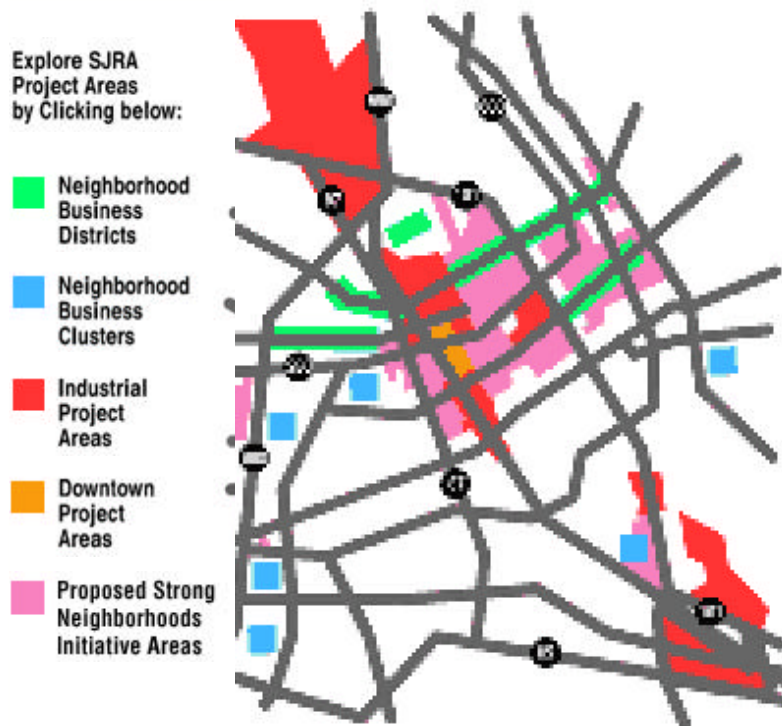 Explore SJRA
Project Areas
by Clicking below:
Neighborhood
Business
Districts
Neighborhood
Business
Clusters
Industrial
Project
Areas
Downtown
Project
Areas
Proposed Strong
Neighborhoods
Initiative Areas